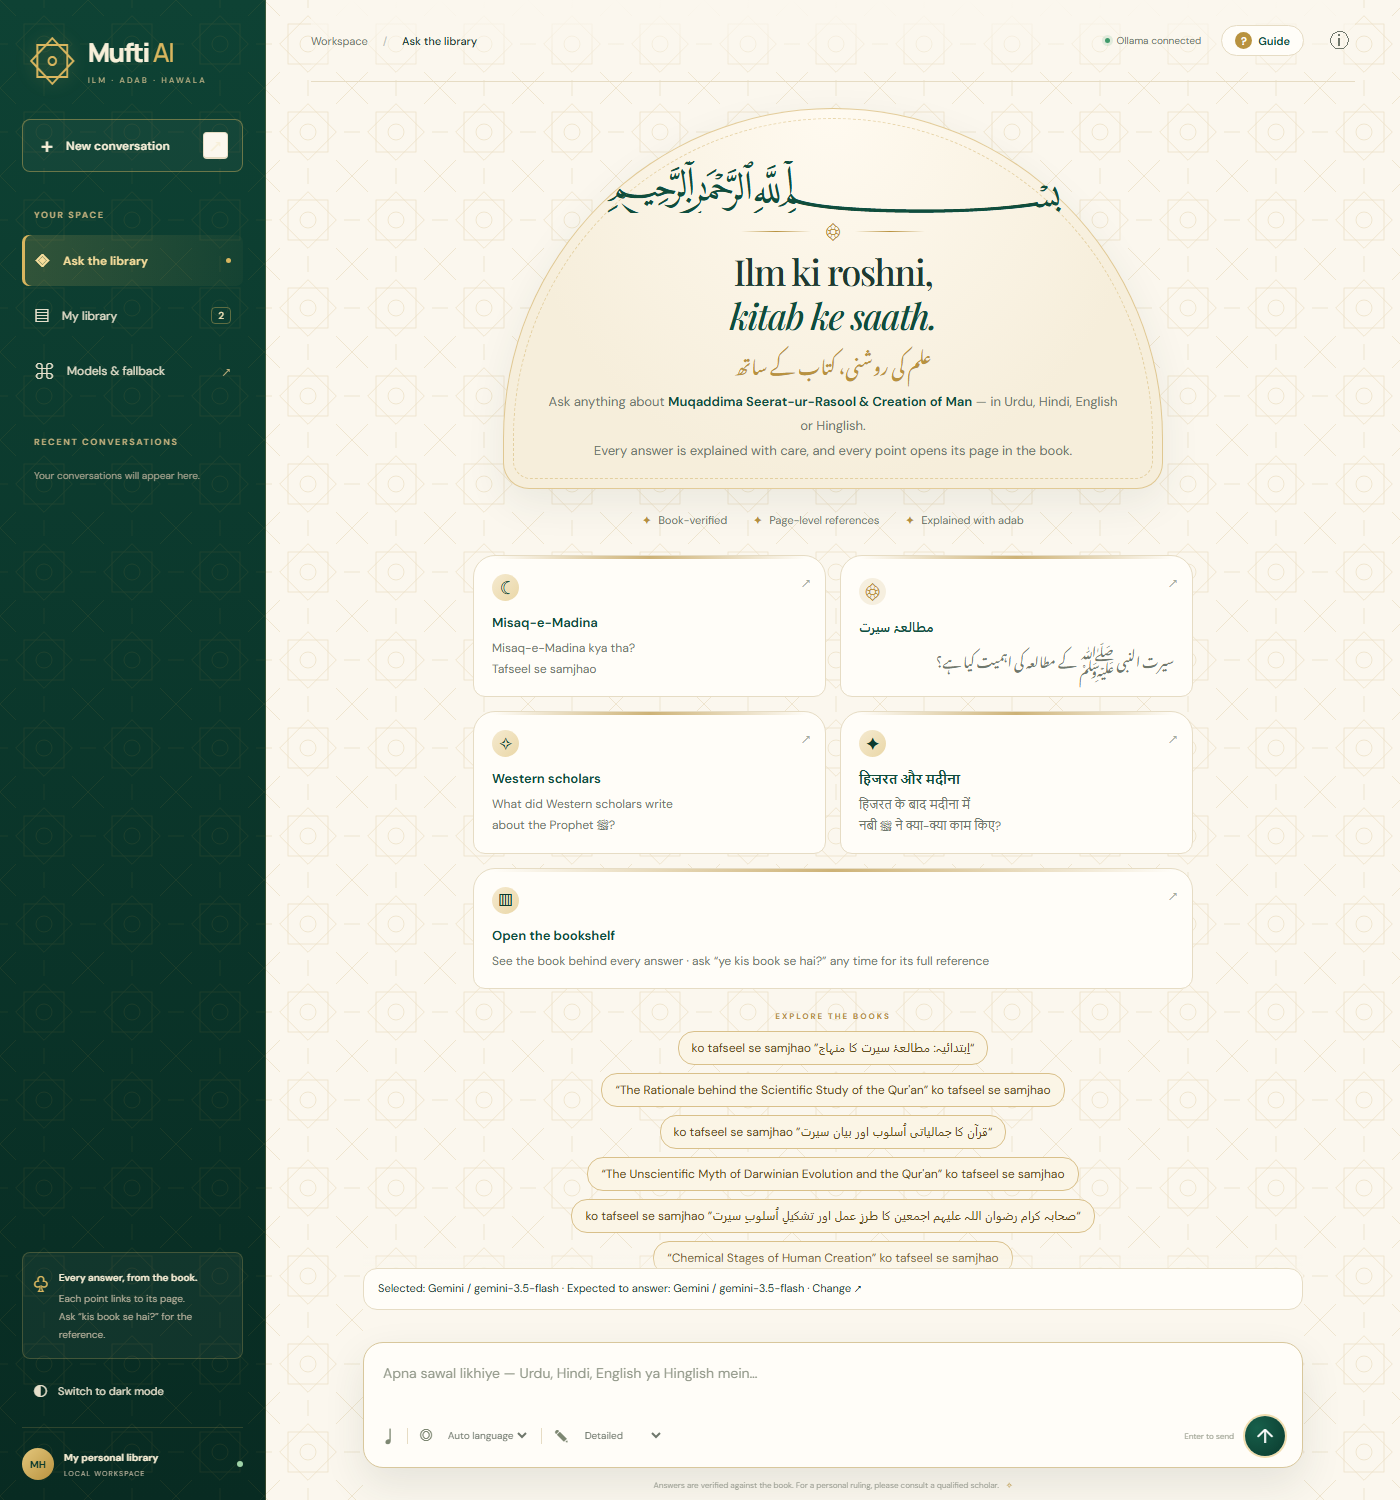 Mufti AI
ILM · ADAB · HAWALA
+ New conversation
YOUR SPACE
Ask the library
My library 2
Models & fallback ↗
RECENT CONVERSATIONS
Your conversations will appear here.
Every answer, from the book.
Each point links to its page.
Ask “kis book se hai?” for the
reference.
Switch to dark mode
MH
My personal library
LOCAL WORKSPACE
Workspace / Ask the library
Ollama connected
? Guide
بِسْمِ اللَّهِ الرَّحْمَٰنِ الرَّحِيمِ
Ilm ki roshni,
kitab ke saath.
علم کی روشنی، کتاب کے ساتھ
Ask anything about Muqaddima Seerat-ur-Rasool & Creation of Man — in Urdu, Hindi, English
or Hinglish.
Every answer is explained with care, and every point opens its page in the book.
✦ Book-verified ✦ Page-level references ✦ Explained with adab
Misaq-e-Madina ↗
Misaq-e-Madina kya tha?
Tafseel se samjhao
مطالعۂ سیرت ↗
سیرت النبی ﷺ کے مطالعہ کی اہمیت کیا ہے؟
Western scholars ↗
What did Western scholars write
about the Prophet ﷺ?
हिजरत और मदीना ↗
हिजरत के बाद मदीना में
नबी ﷺ ने क्या-क्या काम किए?
Open the bookshelf ↗
See the book behind every answer · ask “ye kis book se hai?” any time for its full reference
EXPLORE THE BOOKS
“اِبتدائیہ: مطالعۂ سیرت کا منہاج” ko tafseel se samjhao
“The Rationale behind the Scientific Study of the Qur'an” ko tafseel se samjhao
“قرآن کا جمالیاتی اُسلوب اور بیان سیرت” ko tafseel se samjhao
“The Unscientific Myth of Darwinian Evolution and the Qur'an” ko tafseel se samjhao
“صحابہ کرام رضوان اللہ علیہم اجمعین کا طرزِ عمل اور تشکیلِ اُسلوبِ سیرت” ko tafseel se samjhao
“Chemical Stages of Human Creation” ko tafseel se samjhao
Selected: Gemini / gemini-3.5-flash · Expected to answer: Gemini / gemini-3.5-flash · Change ↗
Apna sawal likhiye — Urdu, Hindi, English ya Hinglish mein…
Auto language Detailed Enter to send
Answers are verified against the book. For a personal ruling, please consult a qualified scholar. ✦